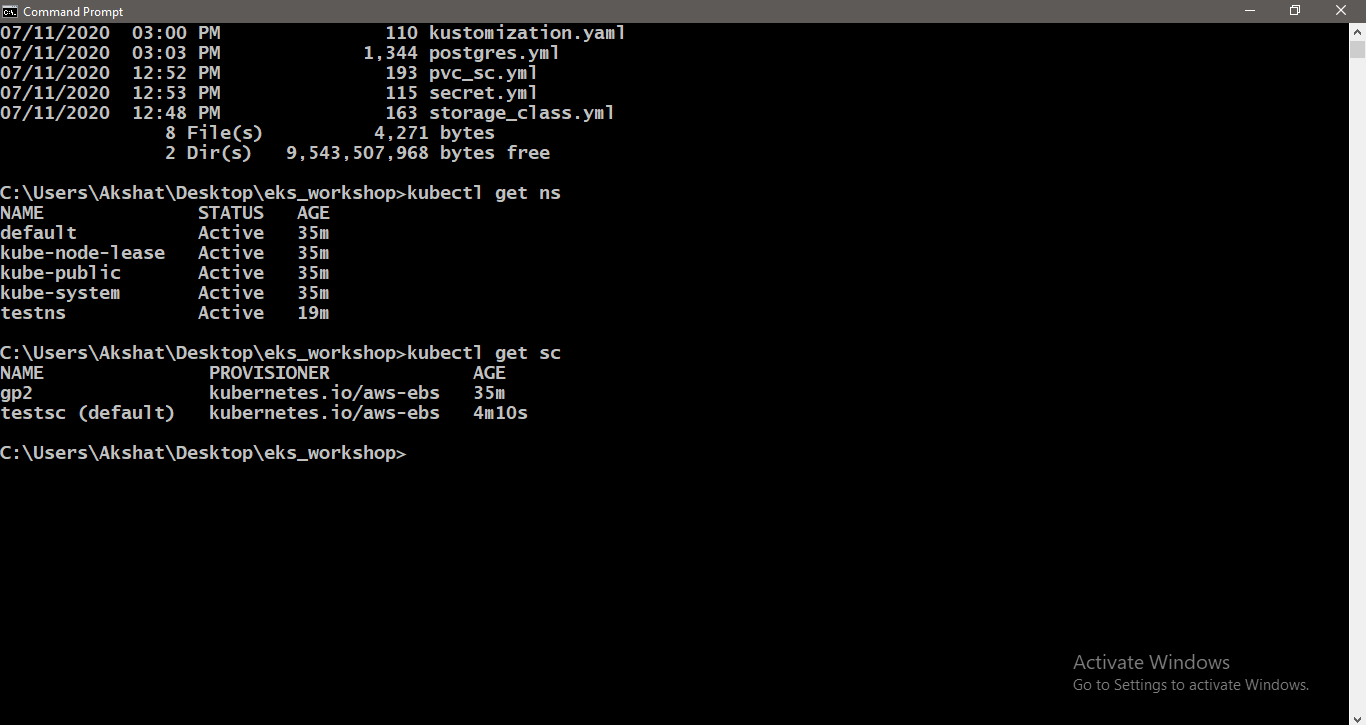 Command Prompt
07/11/2020  03:00 PM               110 kustomization.yaml
07/11/2020  03:03 PM             1,344 postgres.yml
07/11/2020  12:52 PM               193 pvc_sc.yml
07/11/2020  12:53 PM               115 secret.yml
07/11/2020  12:48 PM               163 storage_class.yml
               8 File(s)          4,271 bytes
               2 Dir(s)   9,543,507,968 bytes free
C:\Users\Akshat\Desktop\eks_workshop>kubectl get ns
NAME              STATUS   AGE
default           Active   35m
kube-node-lease   Active   35m
kube-public       Active   35m
kube-system       Active   35m
testns            Active   19m
C:\Users\Akshat\Desktop\eks_workshop>kubectl get sc
NAME               PROVISIONER             AGE
gp2                kubernetes.io/aws-ebs   35m
testsc (default)   kubernetes.io/aws-ebs   4m10s
C:\Users\Akshat\Desktop\eks_workshop>
Activate Windows
Go to Settings to activate Windows.